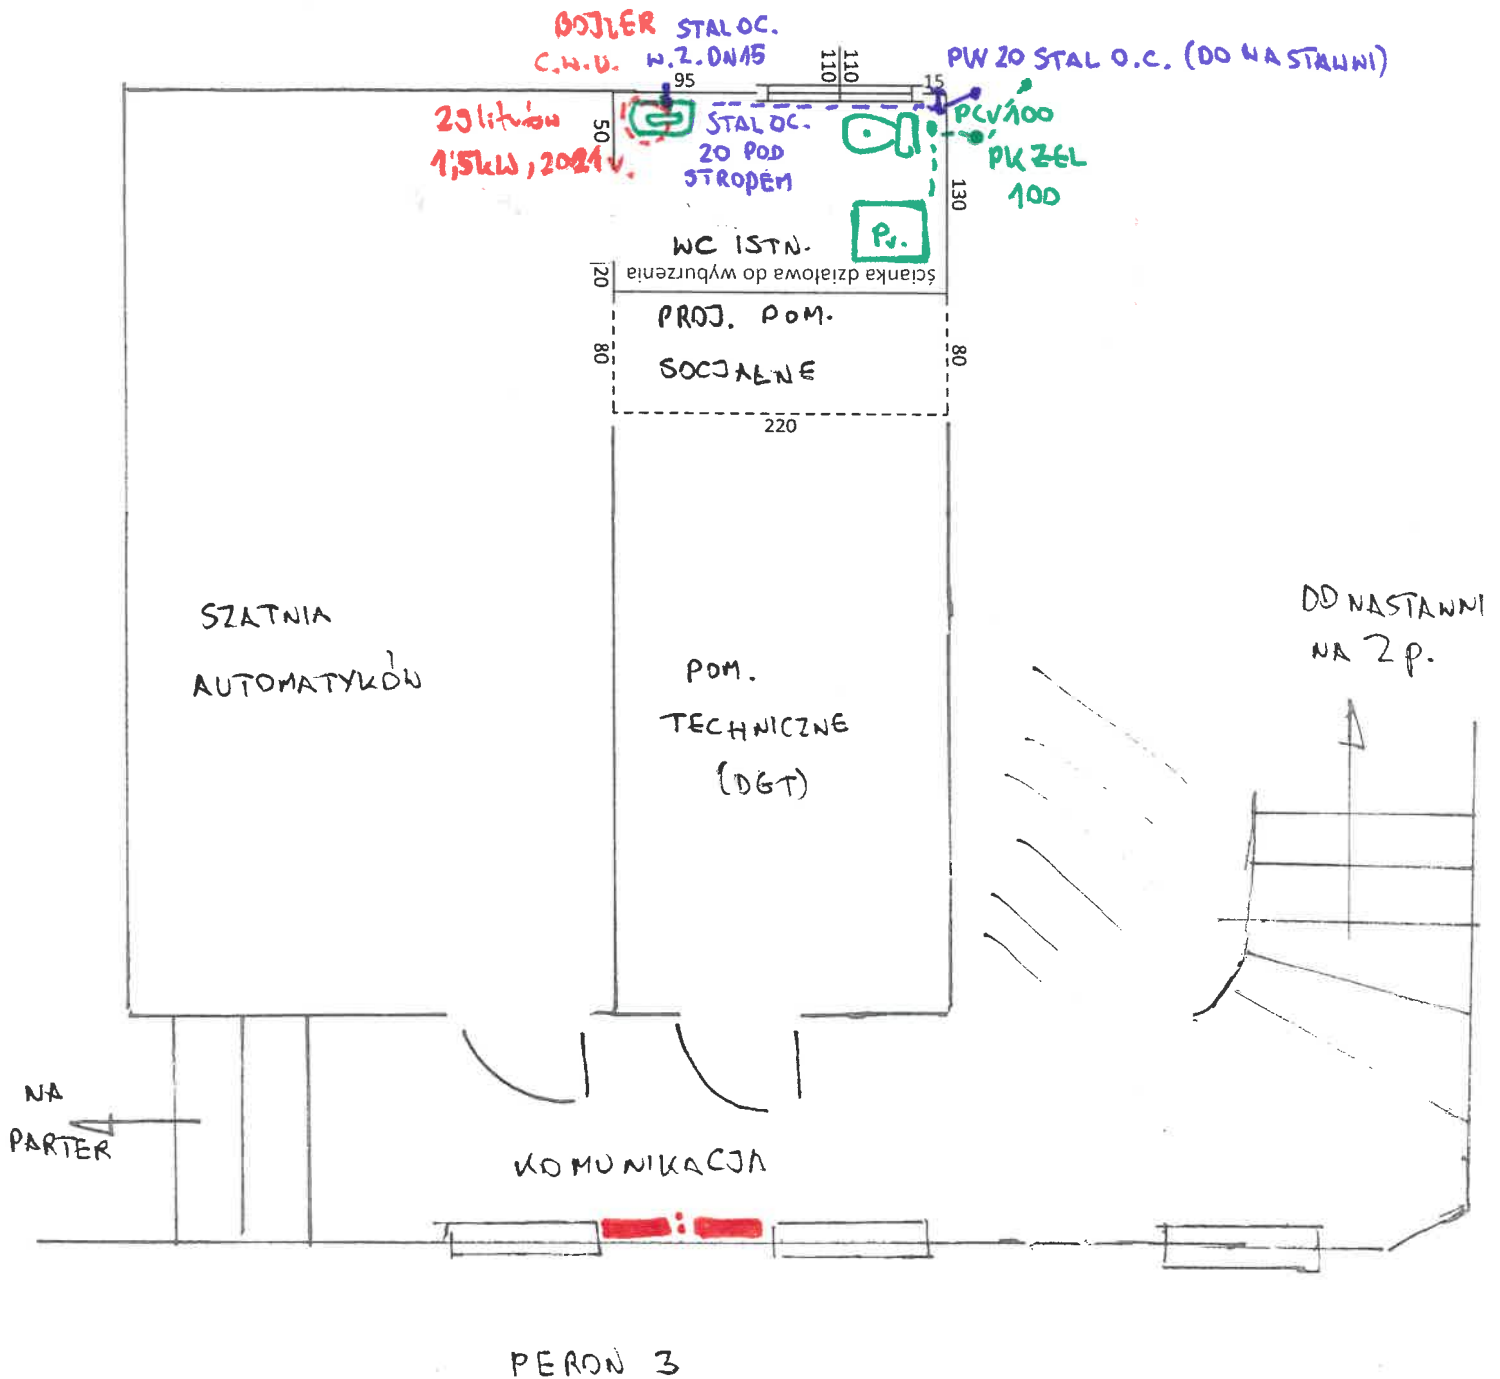 BOJLER
C.W.U.
STAL OC.
W.Z. DN15
95
110
110
15
PW 20 STAL O.C. (DO NASTAWNI)
29 litrów
1,5kW, 2021
50
STAL OC.
20 POD
STROPEM
PCV 100
PK ŻEL
100
130
Pr.
WC ISTN.
20
ścianka działowa do wyburzenia
PROJ. POM.
SOCJALNE
80
80
220
SZATNIA
AUTOMATYKÓW
POM.
TECHNICZNE
(DGT)
DO NASTAWNI
NA 2 p.
NA
PARTER
KOMUNIKACJA
PERON 3